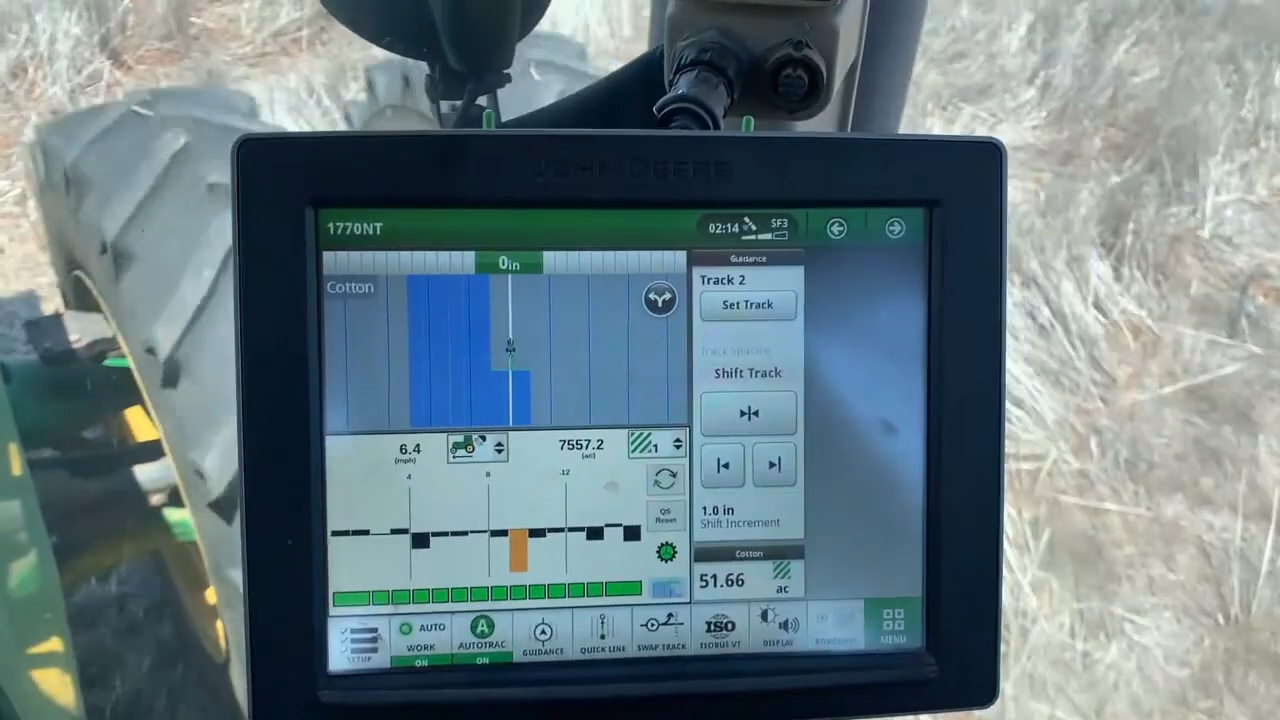 JOHN DEERE
1770NT
02:14
SF3
0in
Cotton
Guidance
Track 2
Set Track
Track Spacing
Shift Track
1.0 in
Shift Increment
Cotton
51.66
ac
6.4
(mph)
7557.2
(ac)
1
4
8
12
QS
Reset
SETUP
AUTO
WORK
ON
A
AUTOTRAC
ON
GUIDANCE
QUICK LINE
SWAP TRACK
ISO
ISOBUS VT
DISPLAY
MENU